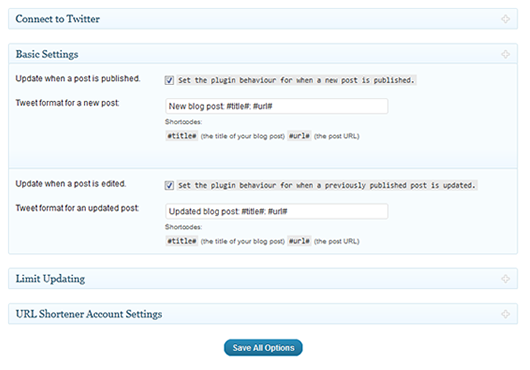 Connect to Twitter
Basic Settings
Update when a post is published. Set the plugin behaviour for when a new post is published.
Tweet format for a new post: New blog post: #title#: #url#
Shortcodes:
#title# (the title of your blog post) #url# (the post URL)
Update when a post is edited. Set the plugin behaviour for when a previously published post is updated.
Tweet format for an updated post: Updated blog post: #title#: #url#
Shortcodes:
#title# (the title of your blog post) #url# (the post URL)
Limit Updating
URL Shortener Account Settings
Save All Options